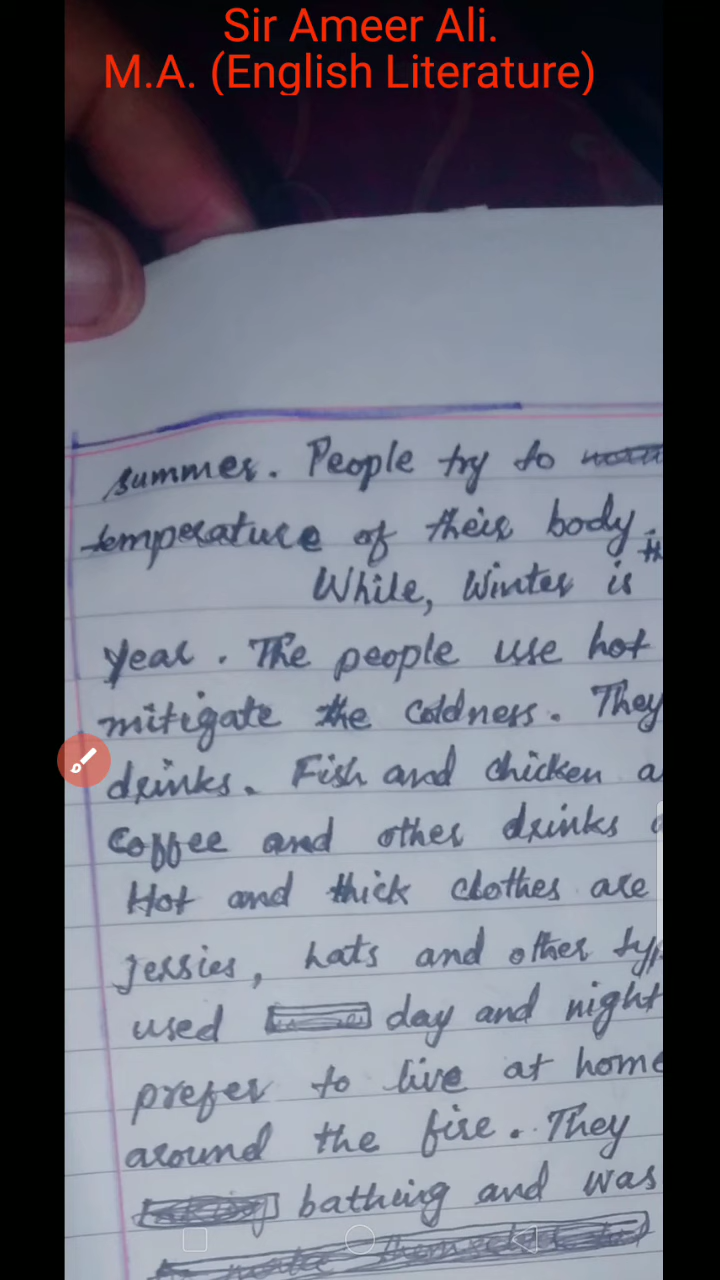 Sir Ameer Ali.
M.A. (English Literature)
summer. People try to
temperature of their body.
While, Winter is
year. The people use hot
mitigate the coldness. They
drinks. Fish and chicken a
Coffee and other drinks
Hot and thick clothes are
jersies, hats and other typ
used day and night
prefer to live at home
around the fire. They
bathing and was